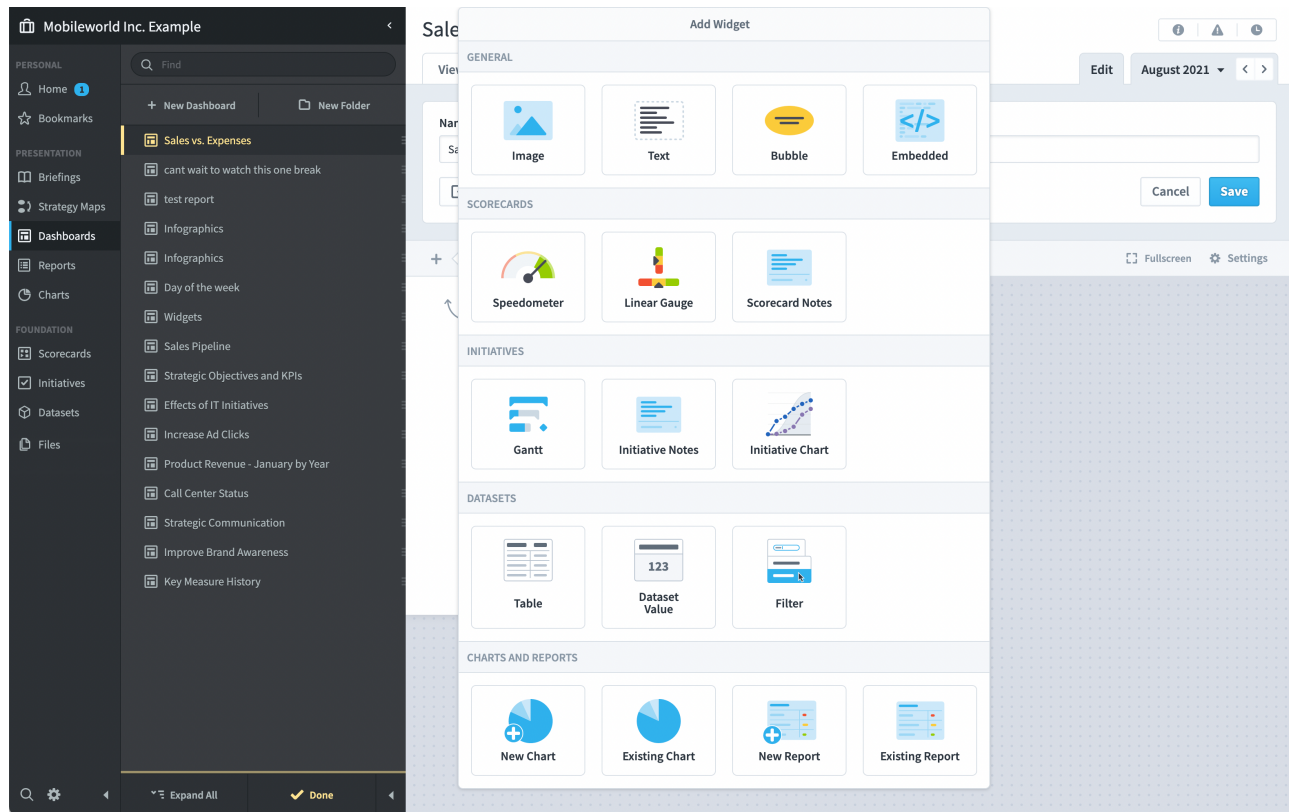 Mobileworld Inc. Example
PERSONAL
Home 1
Bookmarks
PRESENTATION
Briefings
Strategy Maps
Dashboards
Reports
Charts
FOUNDATION
Scorecards
Initiatives
Datasets
Files
Find
New Dashboard
New Folder
Sales vs. Expenses
cant wait to watch this one break
test report
Infographics
Infographics
Day of the week
Widgets
Sales Pipeline
Strategic Objectives and KPIs
Effects of IT Initiatives
Increase Ad Clicks
Product Revenue - January by Year
Call Center Status
Strategic Communication
Improve Brand Awareness
Key Measure History
Expand All
Done
Sale
View
Edit
August 2021
Nar
Sa
Cancel
Save
Fullscreen
Settings
Add Widget
GENERAL
Image
Text
Bubble
</>
Embedded
SCORECARDS
Speedometer
Linear Gauge
Scorecard Notes
INITIATIVES
Gantt
Initiative Notes
Initiative Chart
DATASETS
Table
123
Dataset
Value
Filter
CHARTS AND REPORTS
New Chart
Existing Chart
New Report
Existing Report